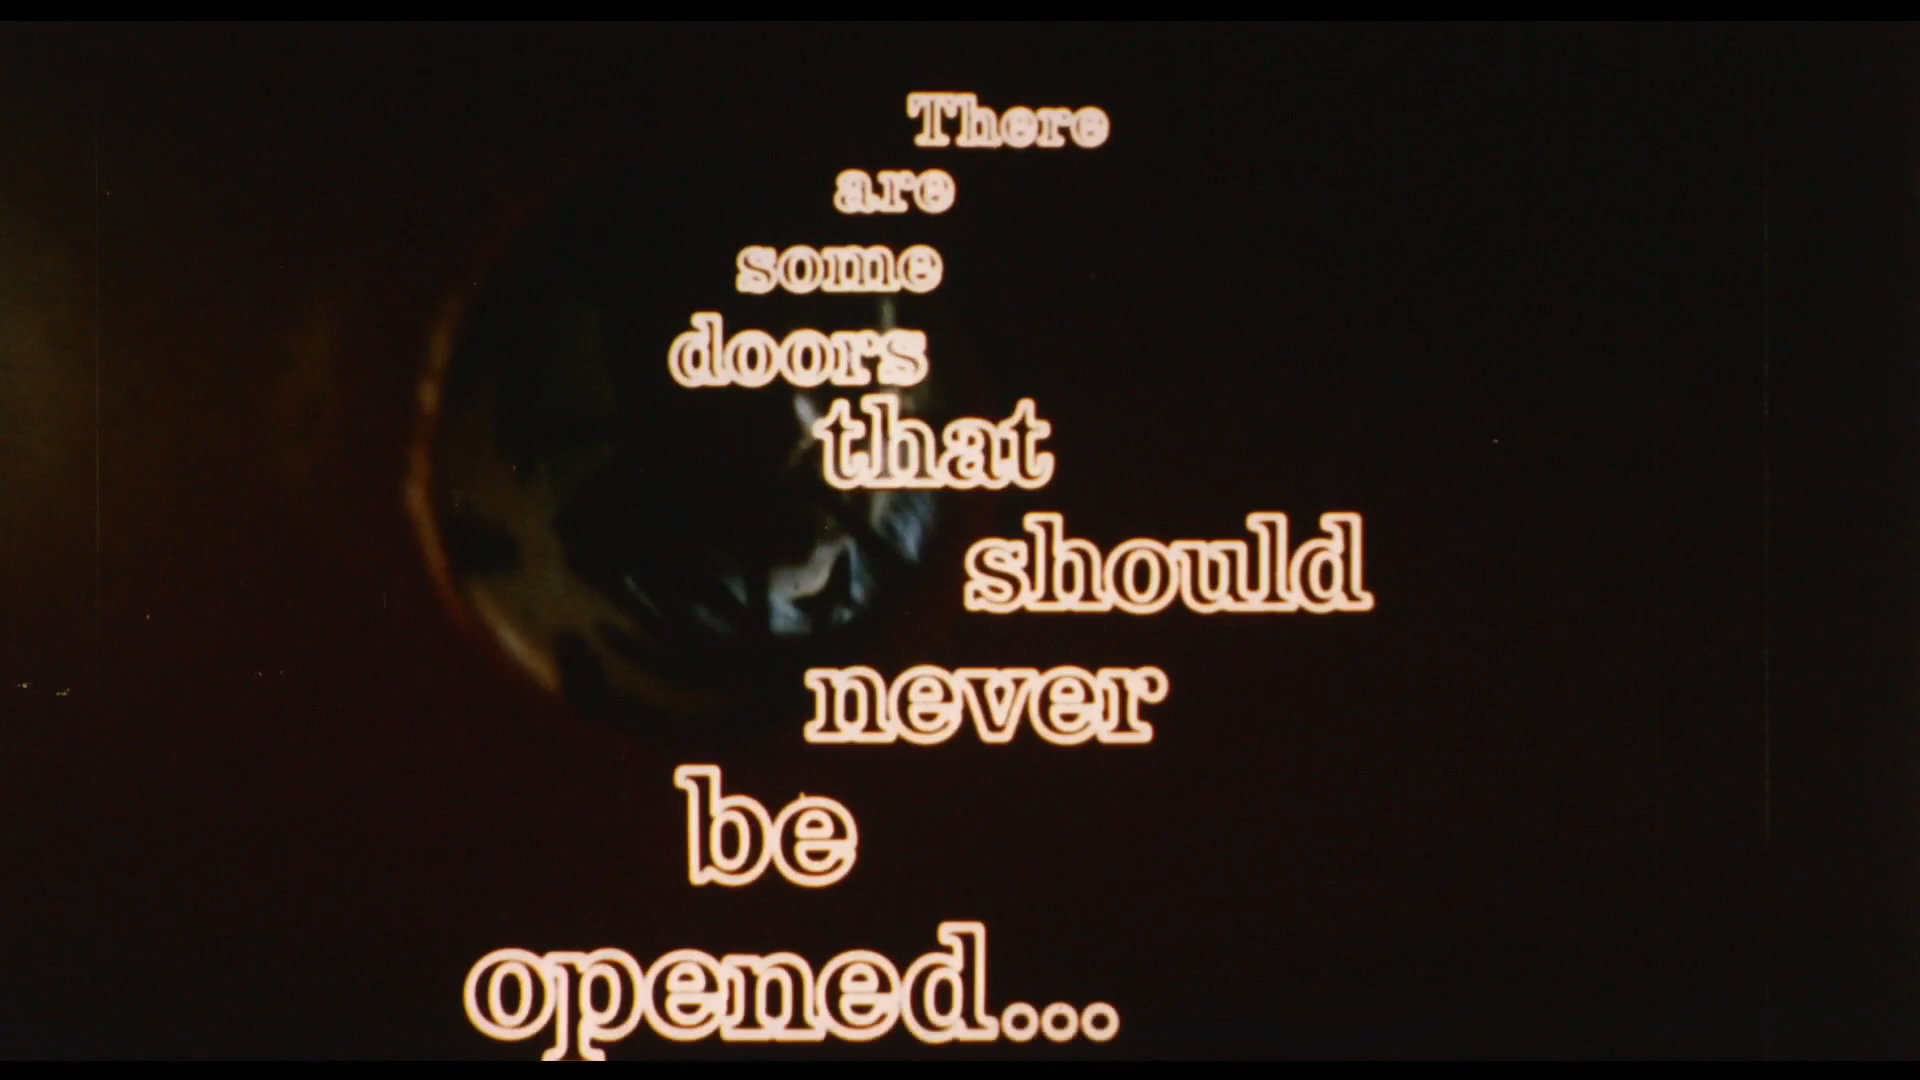 There
are
some
doors
that
should
never
be
opened...